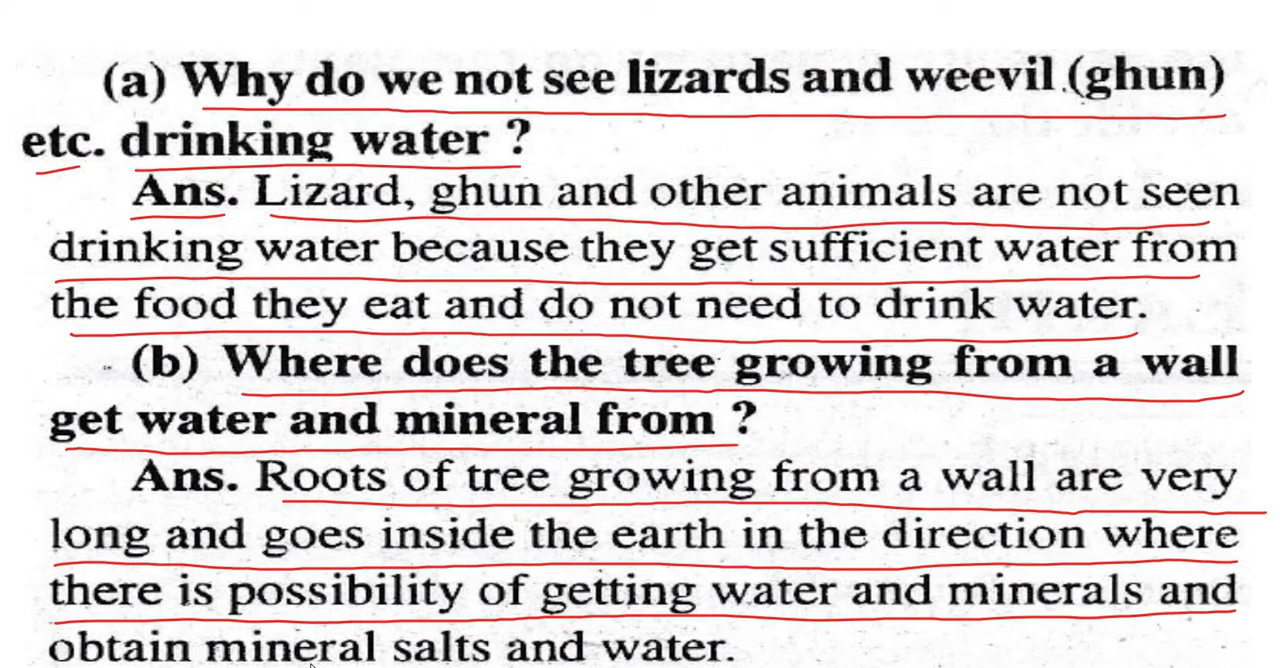 (a) Why do we not see lizards and weevil (ghun)
etc. drinking water ?
Ans. Lizard, ghun and other animals are not seen
drinking water because they get sufficient water from
the food they eat and do not need to drink water.
(b) Where does the tree growing from a wall
get water and mineral from ?
Ans. Roots of tree growing from a wall are very
long and goes inside the earth in the direction where
there is possibility of getting water and minerals and
obtain mineral salts and water.